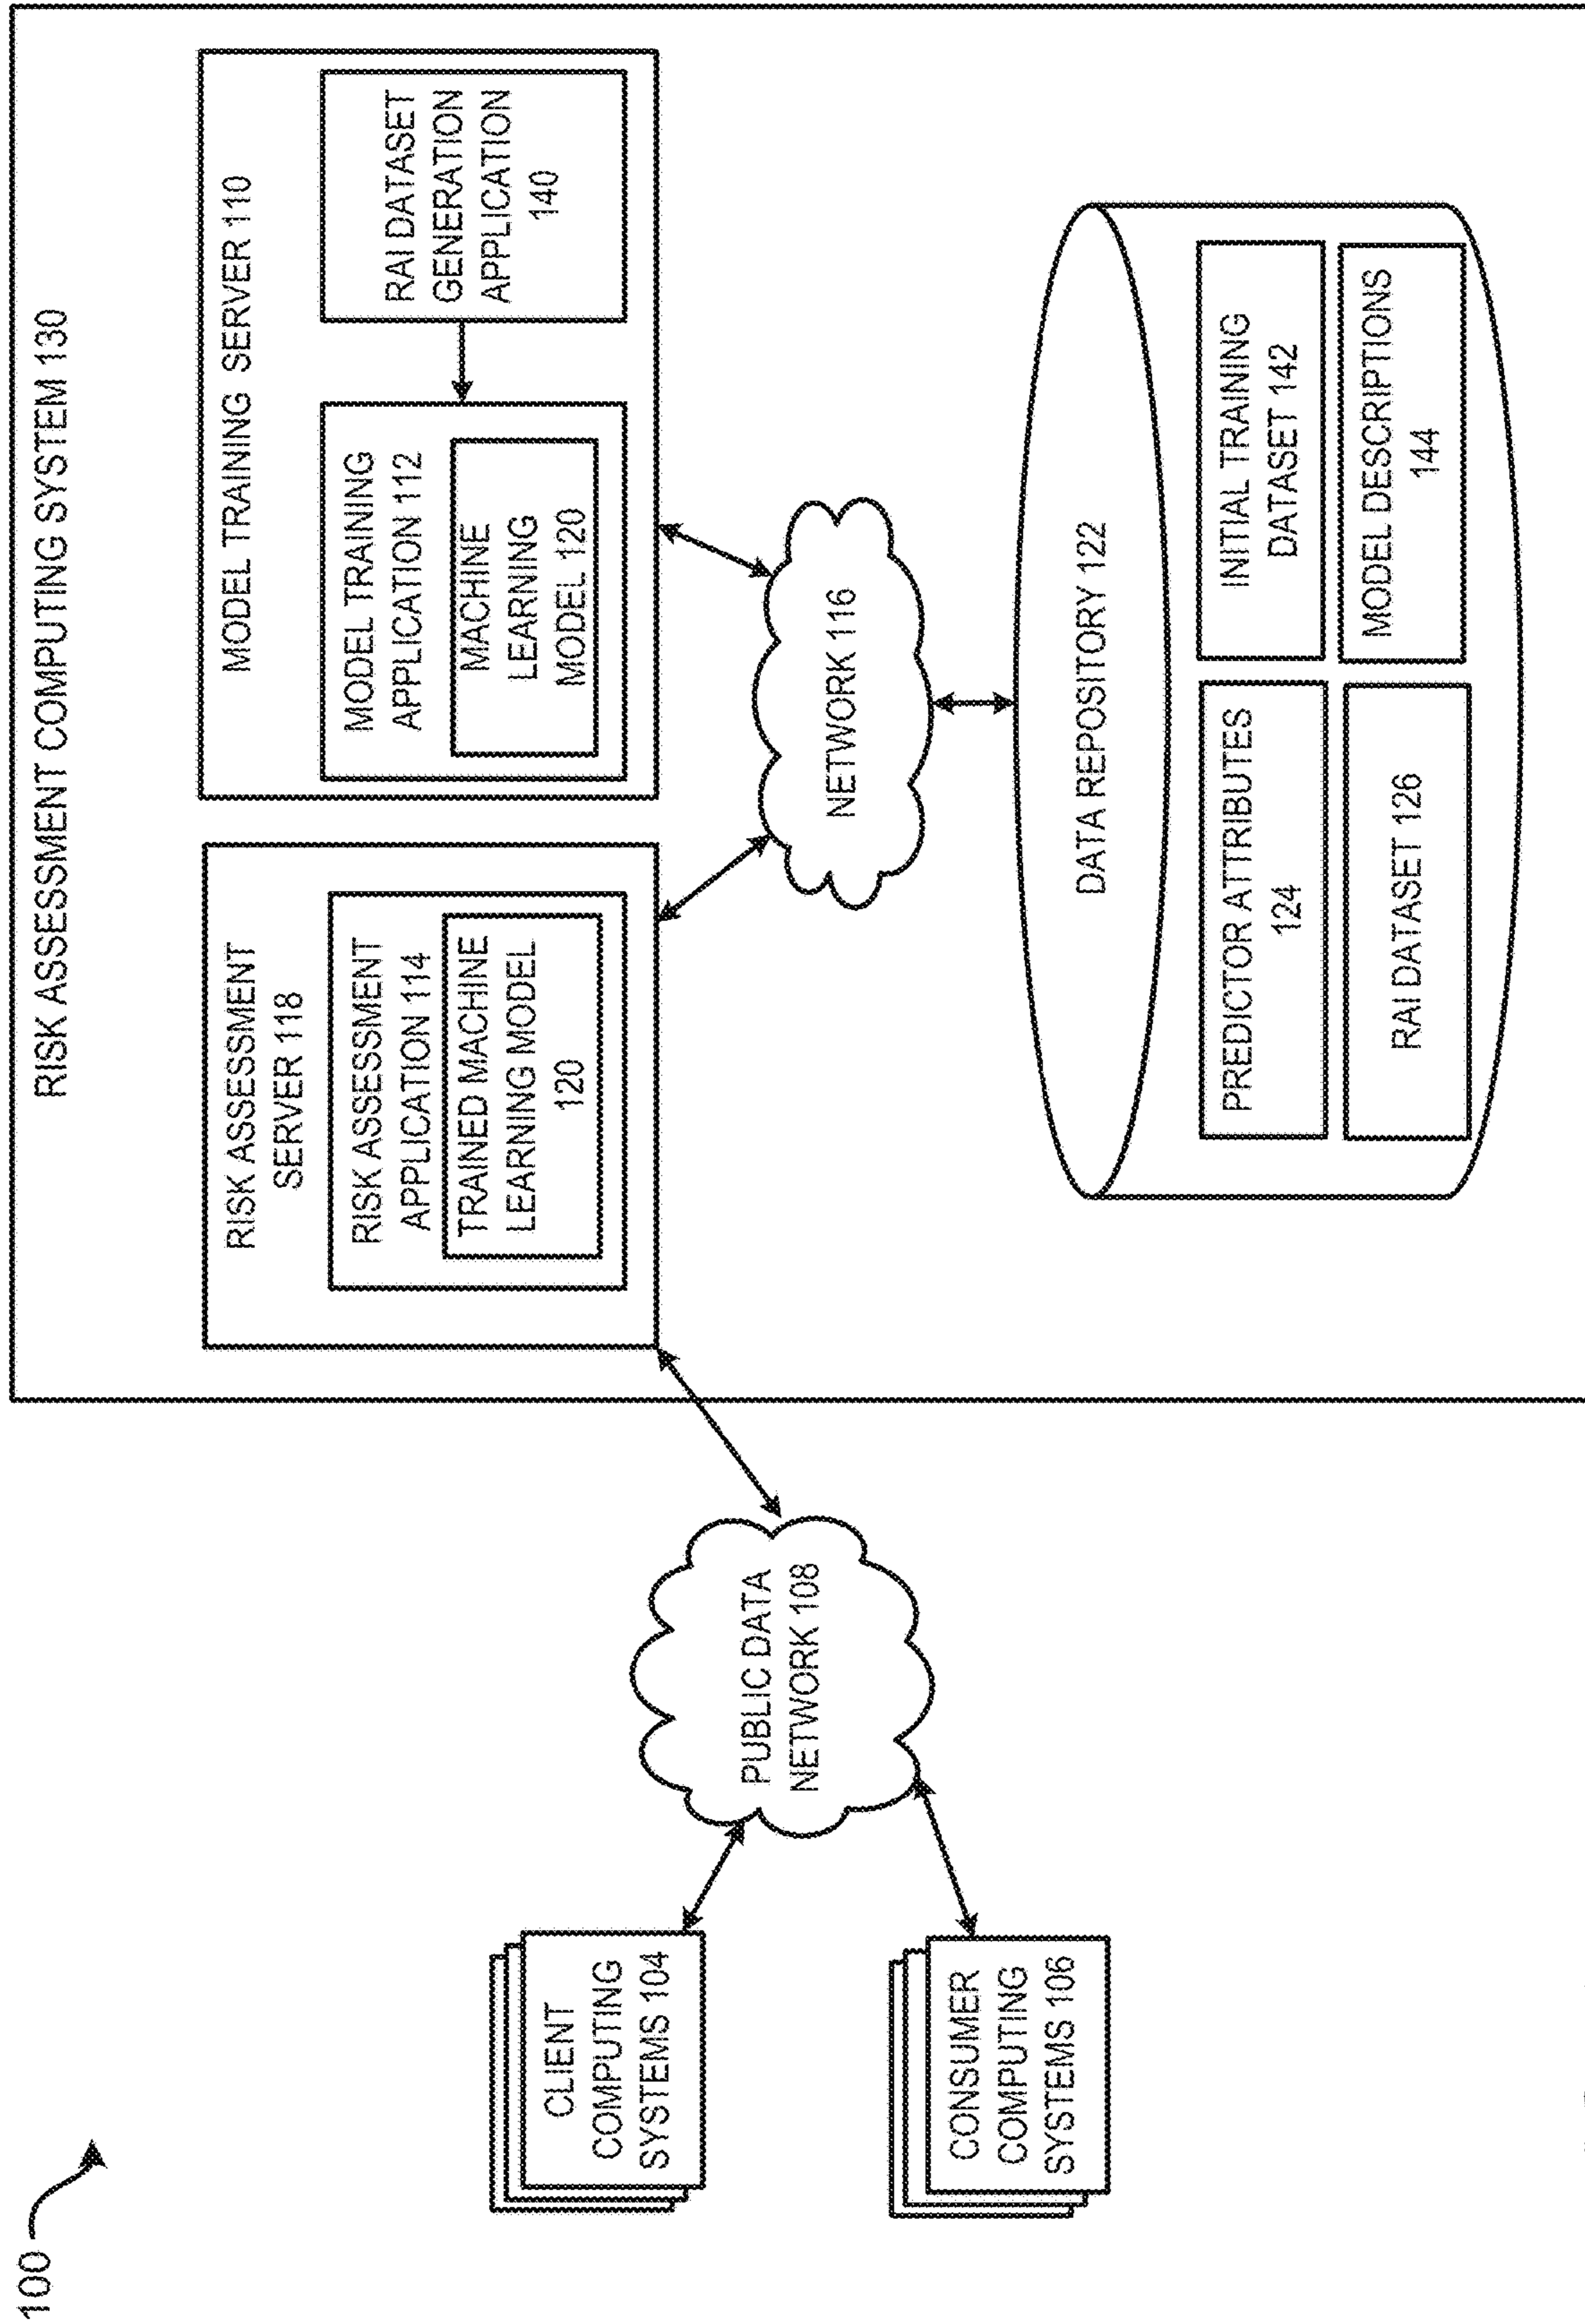 100
RISK ASSESSMENT COMPUTING SYSTEM 130
RISK ASSESSMENT
SERVER 118
RISK ASSESSMENT
APPLICATION 114
TRAINED MACHINE
LEARNING MODEL
120
MODEL TRAINING SERVER 110
MODEL TRAINING
APPLICATION 112
MACHINE
LEARNING
MODEL 120
RAI DATASET
GENERATION
APPLICATION
140
CLIENT
COMPUTING
SYSTEMS 104
PUBLIC DATA
NETWORK 108
NETWORK 116
CONSUMER
COMPUTING
SYSTEMS 106
DATA REPOSITORY 122
PREDICTOR ATTRIBUTES
124
INITIAL TRAINING
DATASET 142
RAI DATASET 126
MODEL DESCRIPTIONS
144